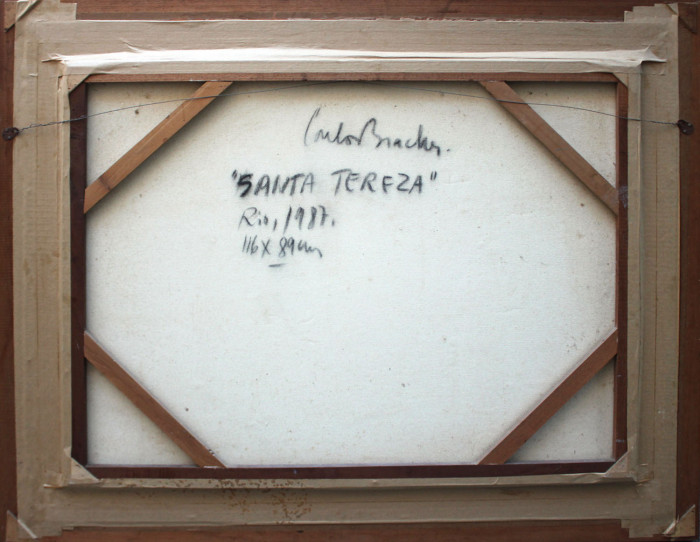 Carlos Bracher.
"SANTA TEREZA"
Rio, 1987.
116 x 89 cm